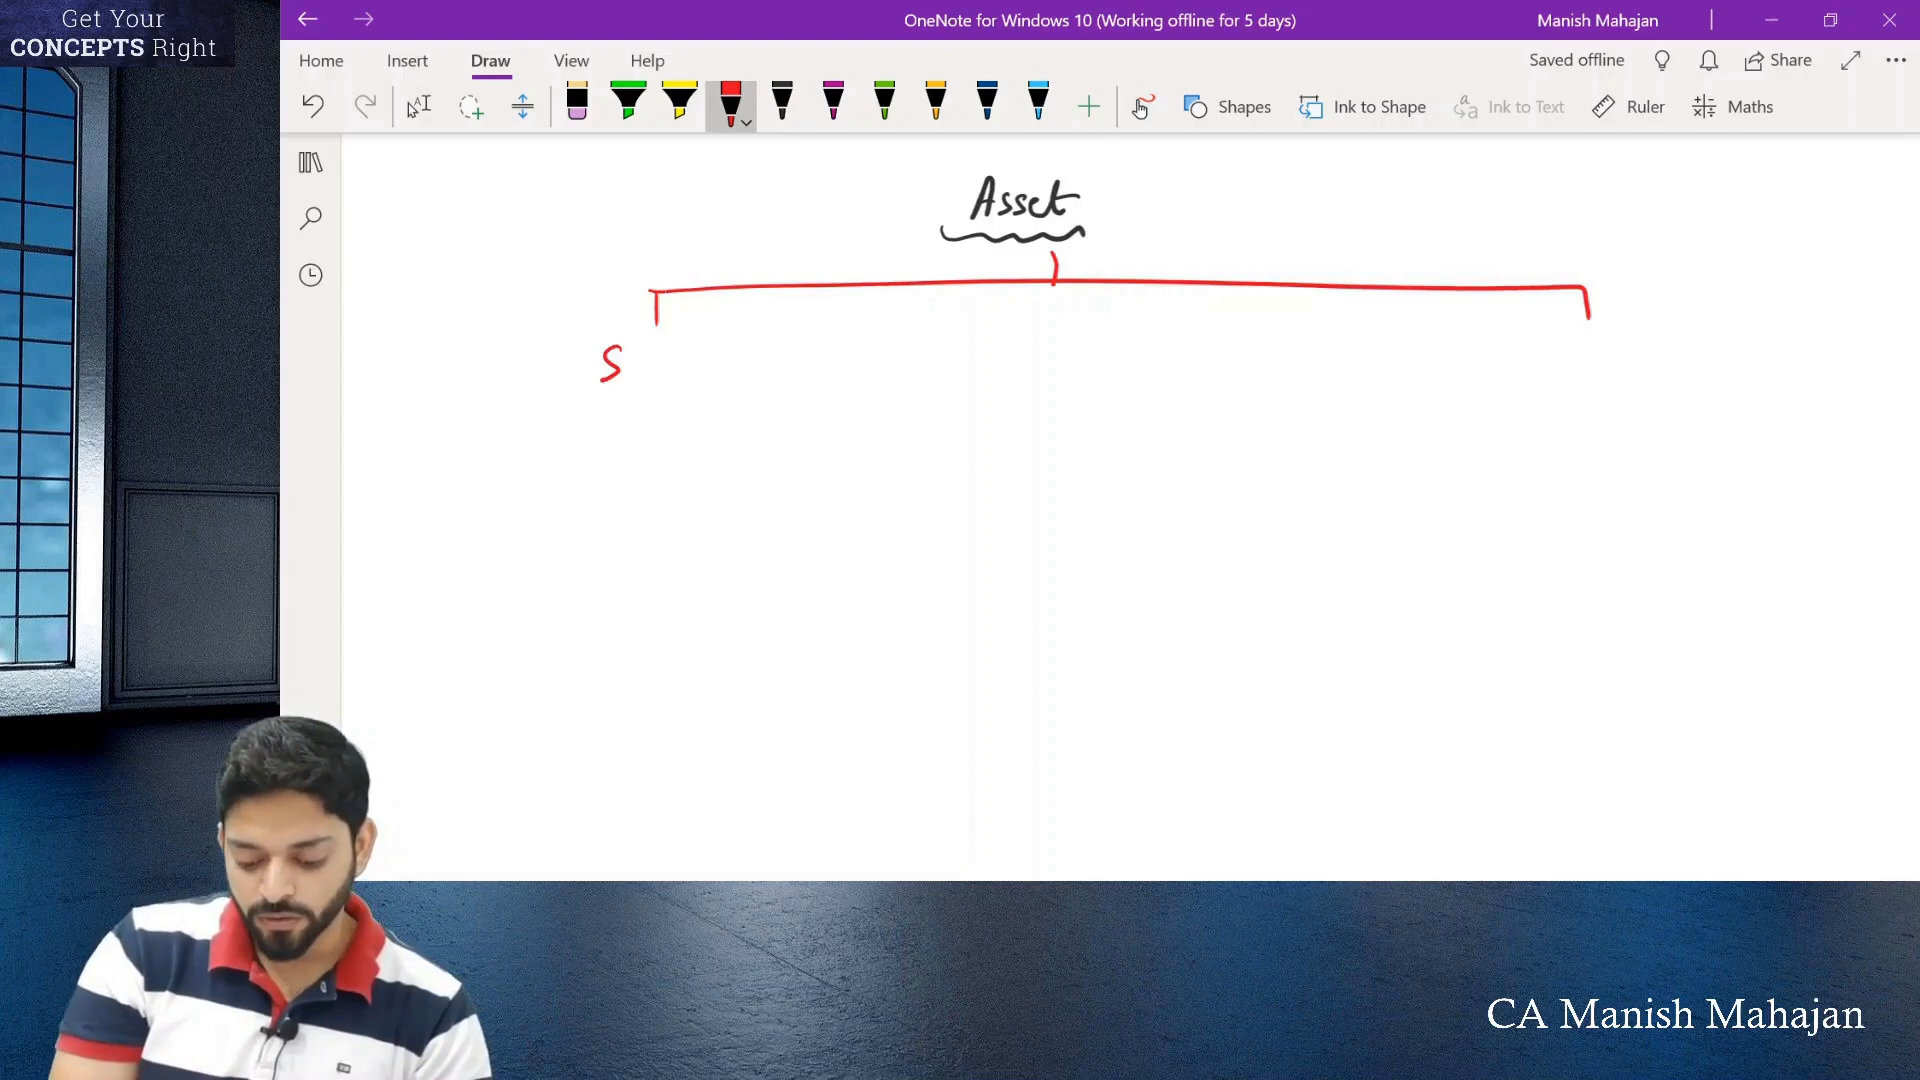 Get Your
CONCEPTS Right
OneNote for Windows 10 (Working offline for 5 days)
Manish Mahajan
Home Insert Draw View Help
Saved offline
Share
Shapes
Ink to Shape
Ink to Text
Ruler
Maths
Asset
S
CA Manish Mahajan